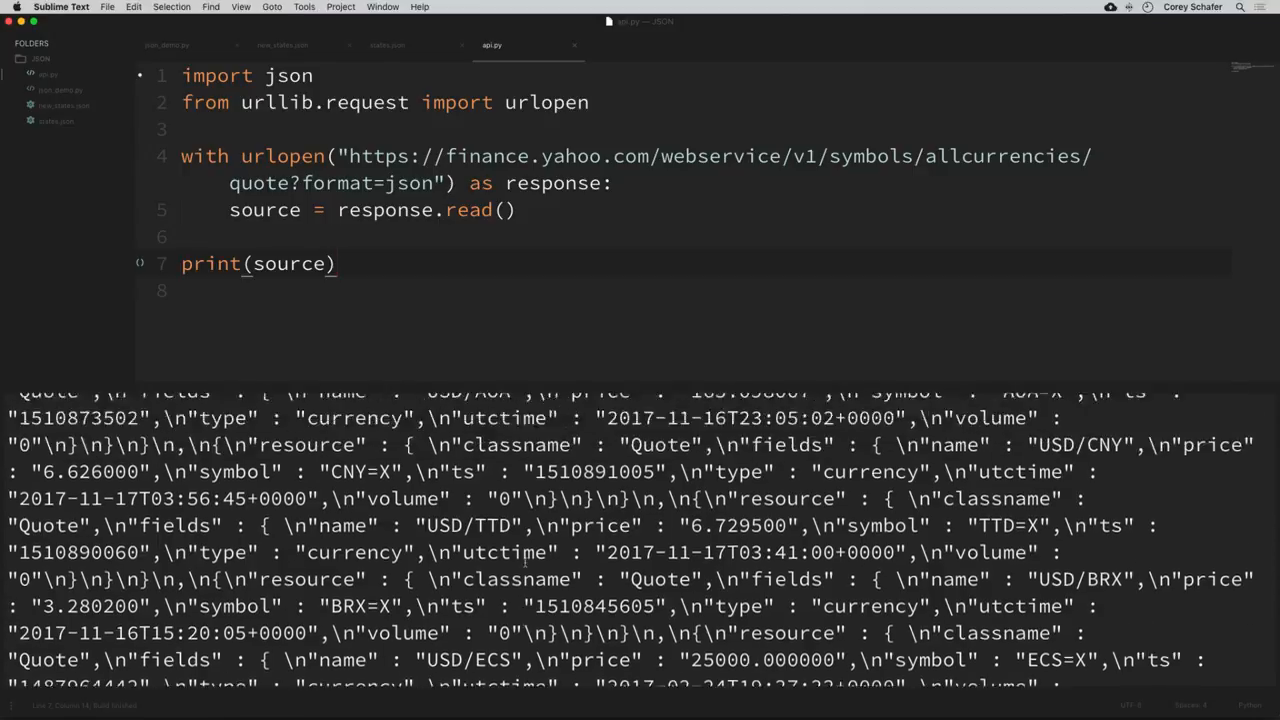 Sublime Text File Edit Selection Find View Goto Tools Project Window Help Corey Schafer
api.py — JSON
FOLDERS
JSON
api.py
json_demo.py
new_states.json
states.json
json_demo.py new_states.json states.json api.py
1 import json
2 from urllib.request import urlopen
3
4 with urlopen("https://finance.yahoo.com/webservice/v1/symbols/allcurrencies/
quote?format=json") as response:
5 source = response.read()
6
7 print(source)
8
"1510873502",\n"type" : "currency",\n"utctime" : "2017-11-16T23:05:02+0000",\n"volume" :
"0"\n}\n}\n}\n,\n{\n"resource" : { \n"classname" : "Quote",\n"fields" : { \n"name" : "USD/CNY",\n"price"
: "6.626000",\n"symbol" : "CNY=X",\n"ts" : "1510891005",\n"type" : "currency",\n"utctime" :
"2017-11-17T03:56:45+0000",\n"volume" : "0"\n}\n}\n}\n,\n{\n"resource" : { \n"classname" :
"Quote",\n"fields" : { \n"name" : "USD/TTD",\n"price" : "6.729500",\n"symbol" : "TTD=X",\n"ts" :
"1510890060",\n"type" : "currency",\n"utctime" : "2017-11-17T03:41:00+0000",\n"volume" :
"0"\n}\n}\n}\n,\n{\n"resource" : { \n"classname" : "Quote",\n"fields" : { \n"name" : "USD/BRX",\n"price"
: "3.280200",\n"symbol" : "BRX=X",\n"ts" : "1510845605",\n"type" : "currency",\n"utctime" :
"2017-11-16T15:20:05+0000",\n"volume" : "0"\n}\n}\n}\n,\n{\n"resource" : { \n"classname" :
"Quote",\n"fields" : { \n"name" : "USD/ECS",\n"price" : "25000.000000",\n"symbol" : "ECS=X",\n"ts" :
Line 7, Column 14; Build finished UTF-8 Spaces: 4 Python